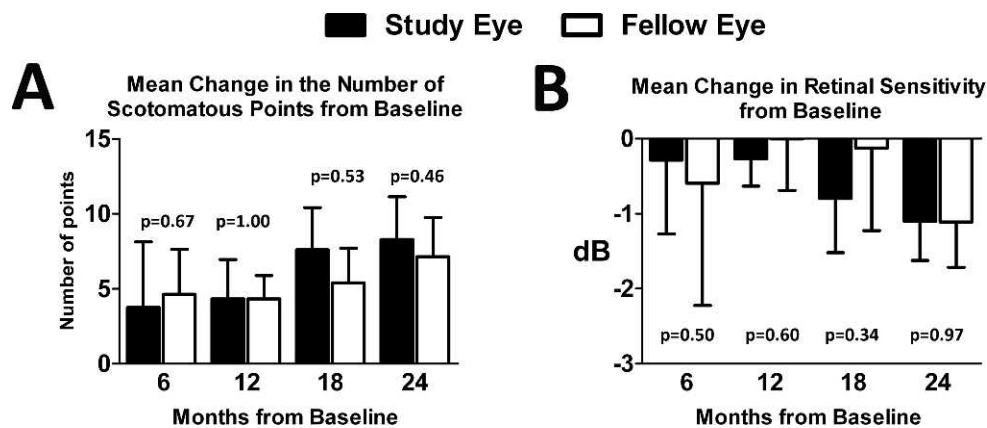 Study Eye Fellow Eye
A
Mean Change in the Number of
Scotomatous Points from Baseline
Number of points
15
10
5
0
p=0.67
p=1.00
p=0.53
p=0.46
6 12 18 24
Months from Baseline
B
Mean Change in Retinal Sensitivity
from Baseline
dB
0
-1
-2
-3
p=0.50 p=0.60 p=0.34 p=0.97
6 12 18 24
Months from Baseline